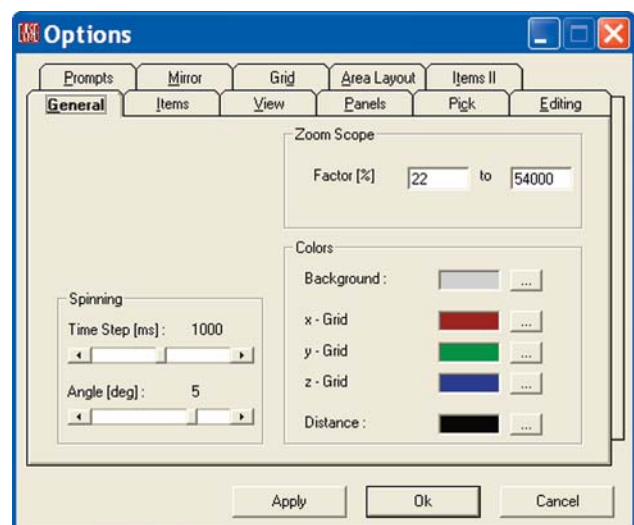 EASE Options
Prompts Mirror Grid Area Layout Items II
General Items View Panels Pick Editing
Zoom Scope
Factor [%] 22 to 54000
Colors
Background : ...
Spinning
Time Step [ms] : 1000
x - Grid ...
y - Grid ...
Angle [deg] : 5
z - Grid ...
Distance : ...
Apply Ok Cancel